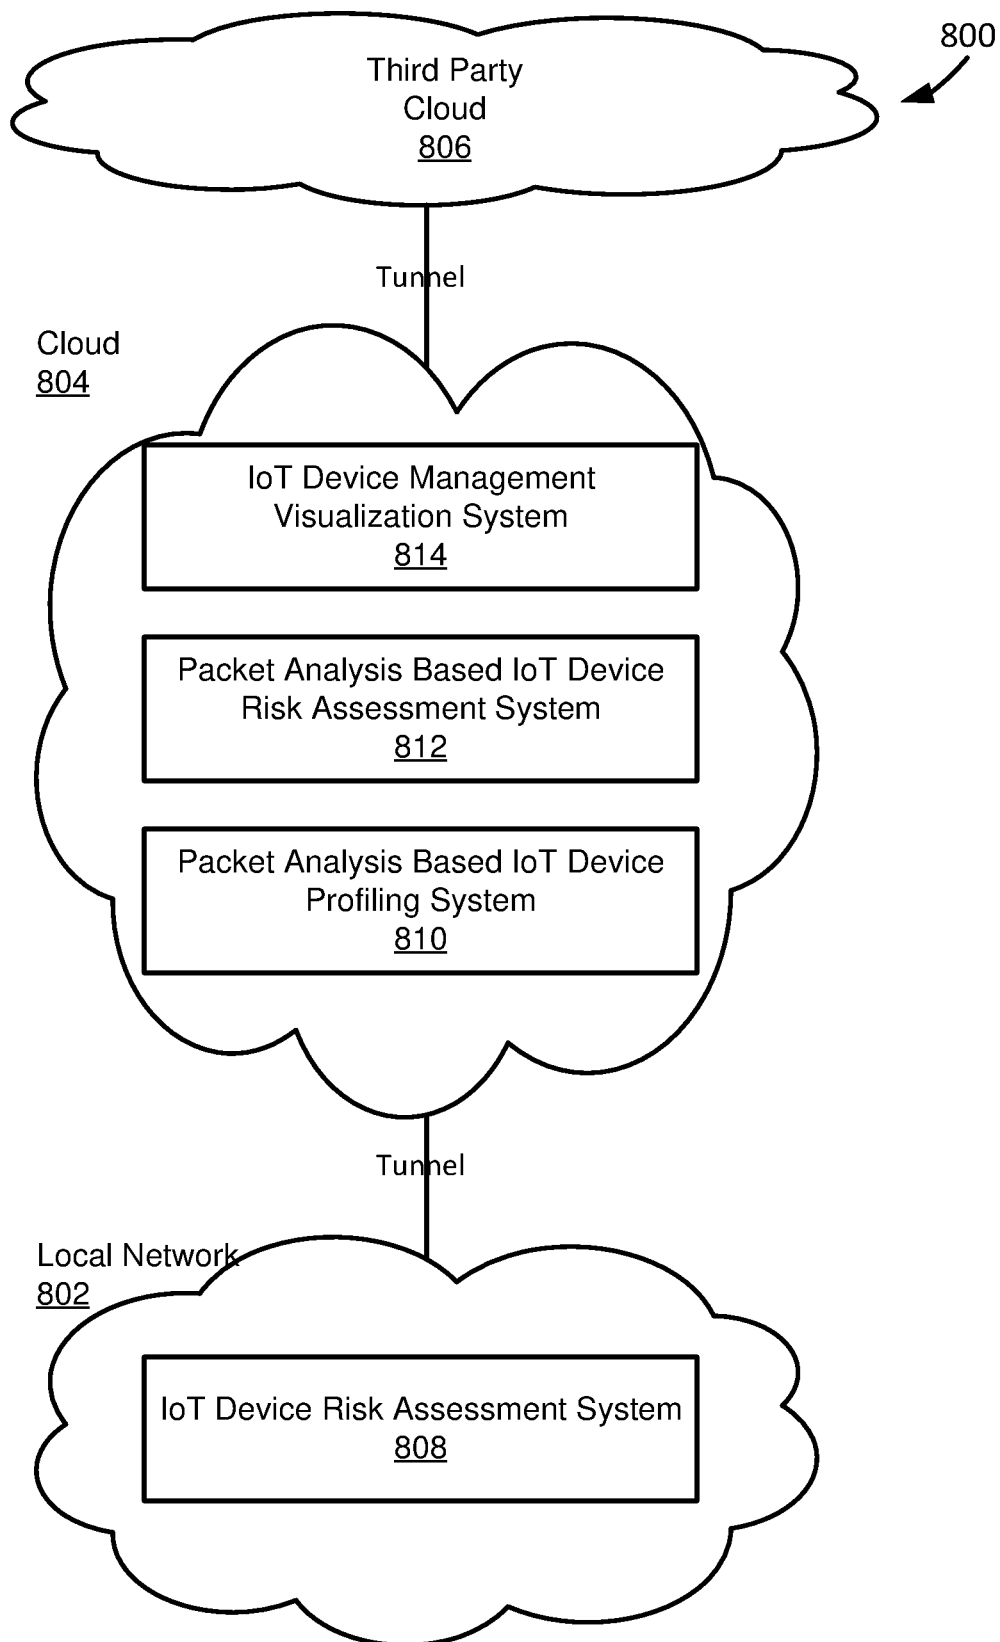 800
Third Party
Cloud
806
Tunnel
Cloud
804
IoT Device Management
Visualization System
814
Packet Analysis Based IoT Device
Risk Assessment System
812
Packet Analysis Based IoT Device
Profiling System
810
Tunnel
Local Network
802
IoT Device Risk Assessment System
808